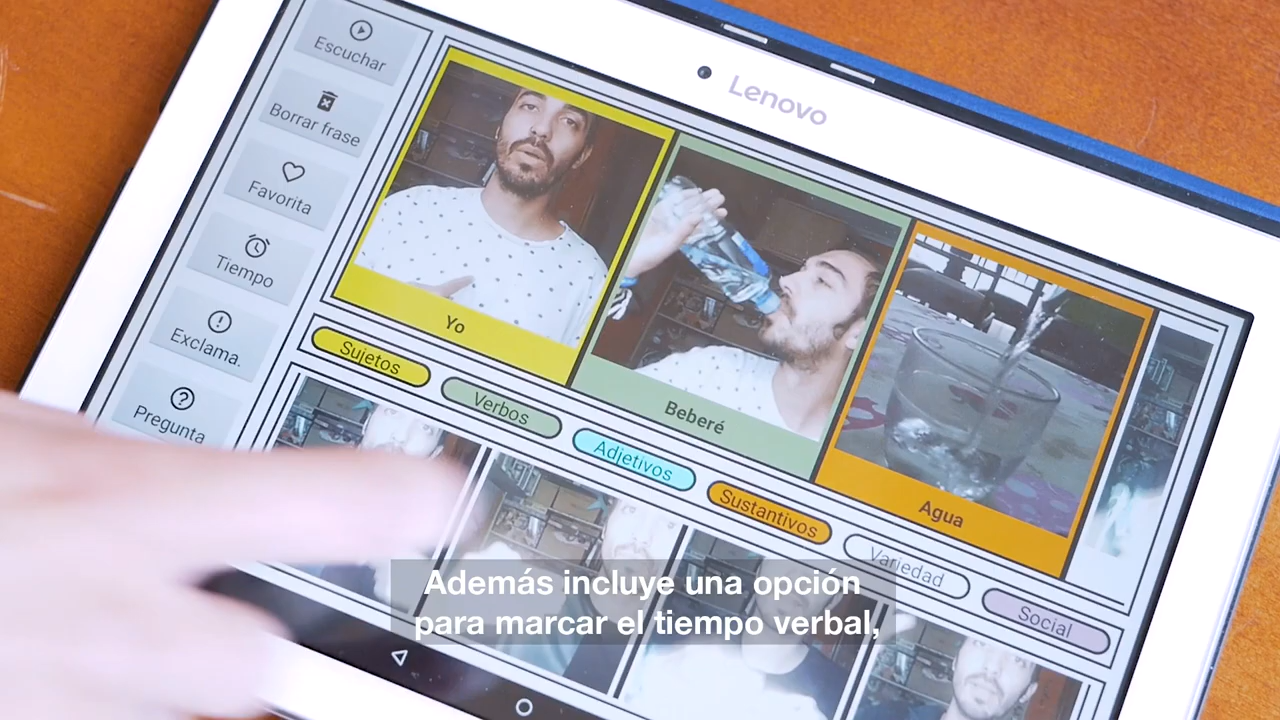 Lenovo
Escuchar
Borrar frase
Favorita
Tiempo
Exclama.
Pregunta
Yo
Beberé
Agua
Sujetos
Verbos
Adjetivos
Sustantivos
Variedad
Social
Además incluye una opción
para marcar el tiempo verbal,